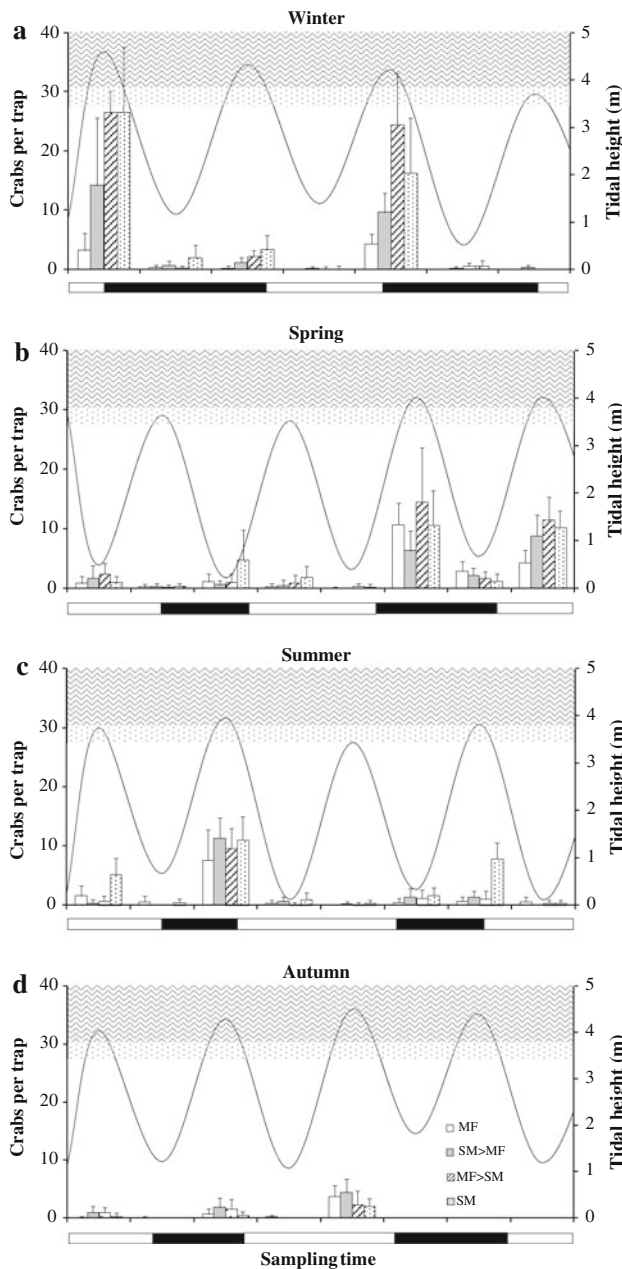 a
Winter
40
30
20
10
0
Crabs per trap
5
4
3
2
1
0
Tidal height (m)
b
Spring
40
30
20
10
0
Crabs per trap
5
4
3
2
1
0
Tidal height (m)
c
Summer
40
30
20
10
0
Crabs per trap
5
4
3
2
1
0
Tidal height (m)
d
Autumn
40
30
20
10
0
Crabs per trap
5
4
3
2
1
0
Tidal height (m)
MF
SM>MF
MF>SM
SM
Sampling time